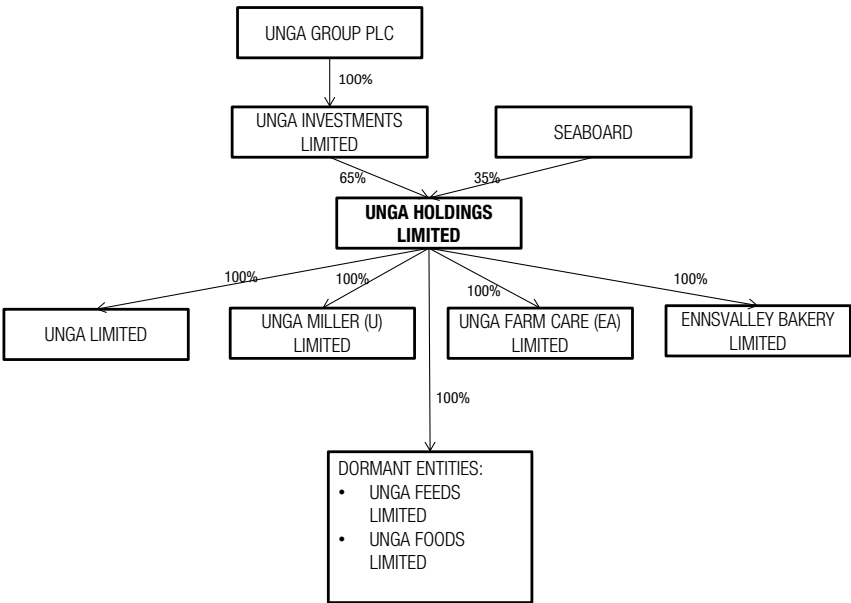 UNGA GROUP PLC
100%
UNGA INVESTMENTS
LIMITED
SEABOARD
65%
35%
UNGA HOLDINGS
LIMITED
100%
100%
100%
100%
UNGA LIMITED
UNGA MILLER (U)
LIMITED
UNGA FARM CARE (EA)
LIMITED
ENNSVALLEY BAKERY
LIMITED
100%
DORMANT ENTITIES:
• UNGA FEEDS
LIMITED
• UNGA FOODS
LIMITED